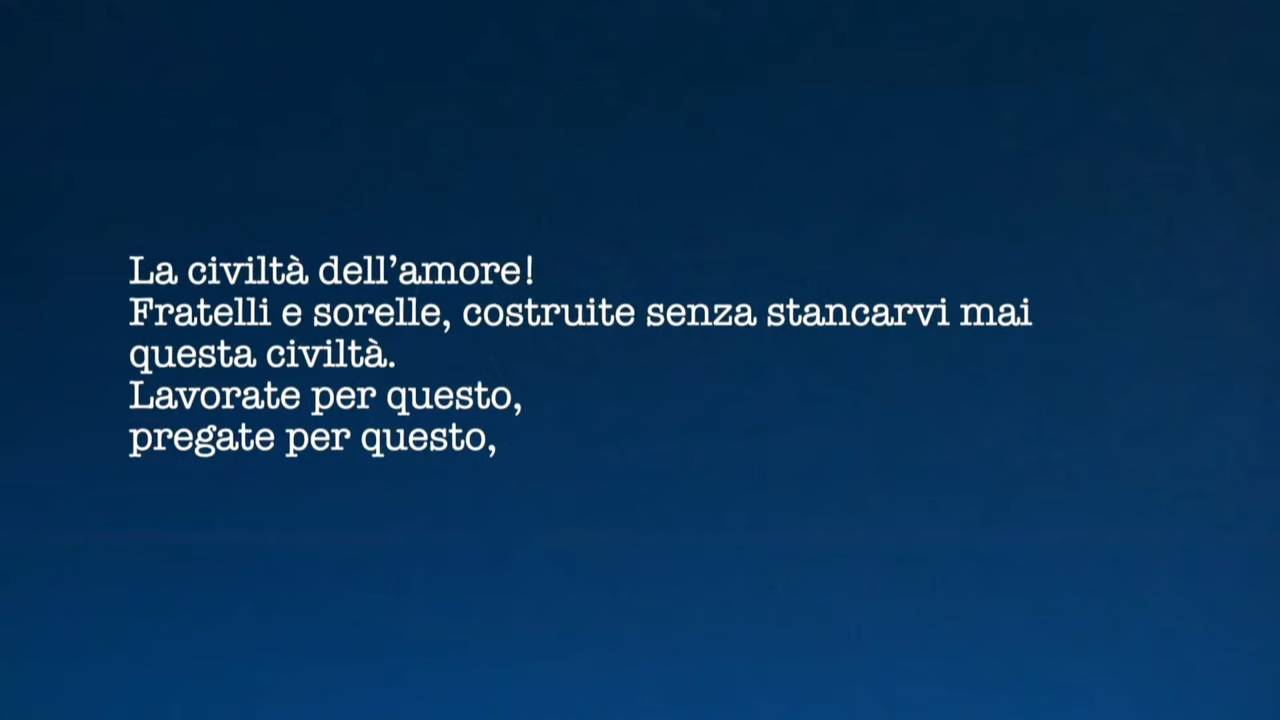 La civiltà dell’amore!
Fratelli e sorelle, costruite senza stancarvi mai
questa civiltà.
Lavorate per questo,
pregate per questo,